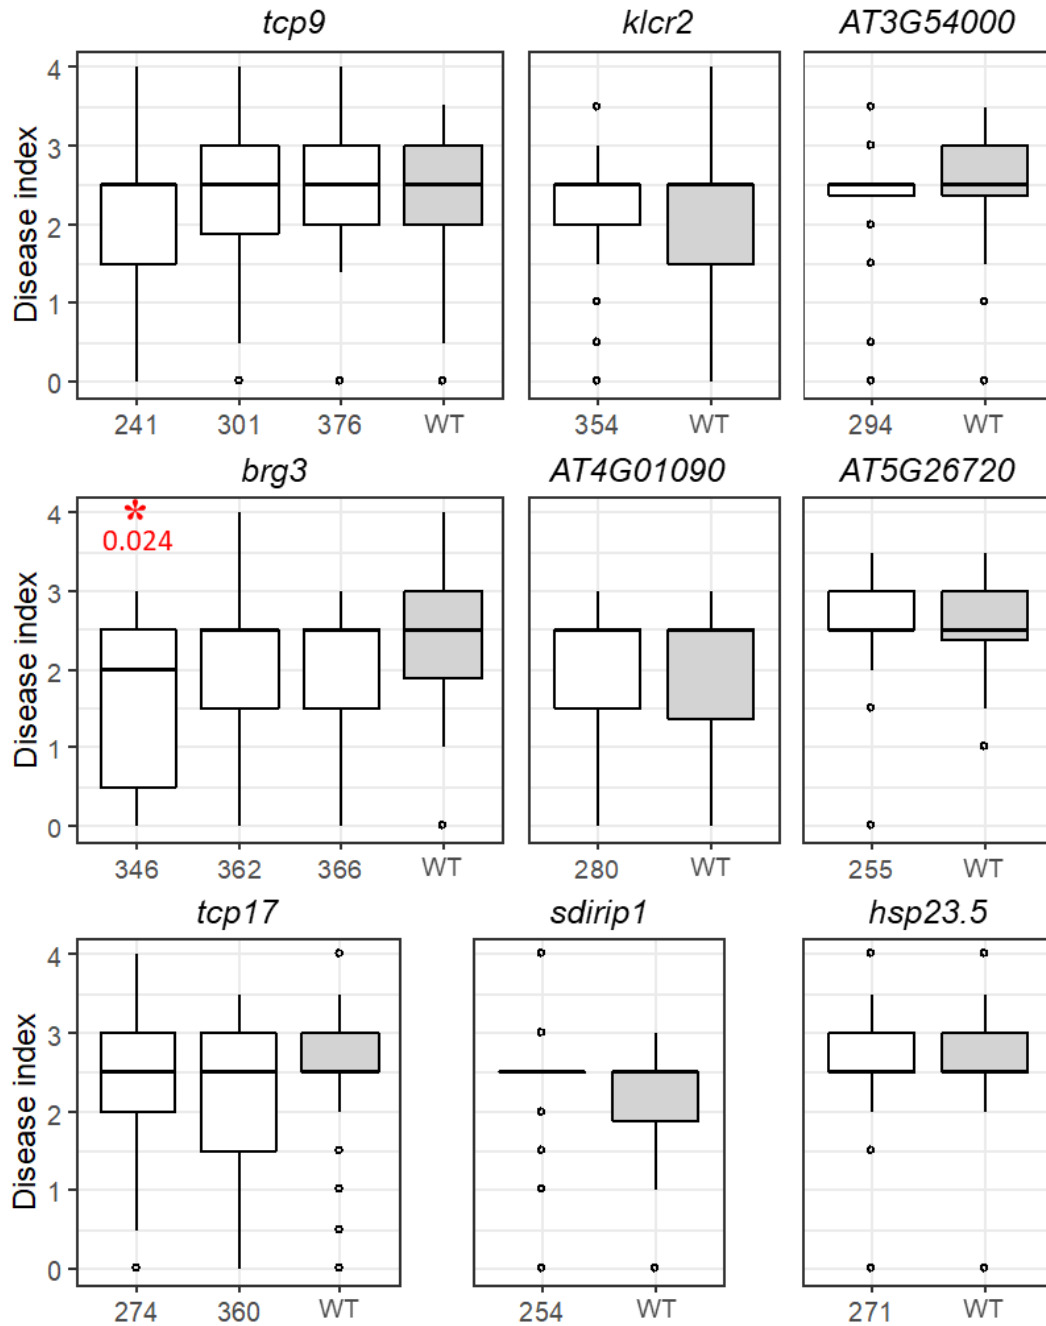 tcp9 klcr2 AT3G54000
Disease index
4
3
2
1
0
241 301 376 WT 354 WT 294 WT
brg3 AT4G01090 AT5G26720
Disease index
*
0.024
4
3
2
1
0
346 362 366 WT 280 WT 255 WT
tcp17 sdirip1 hsp23.5
Disease index
4
3
2
1
0
274 360 WT 254 WT 271 WT